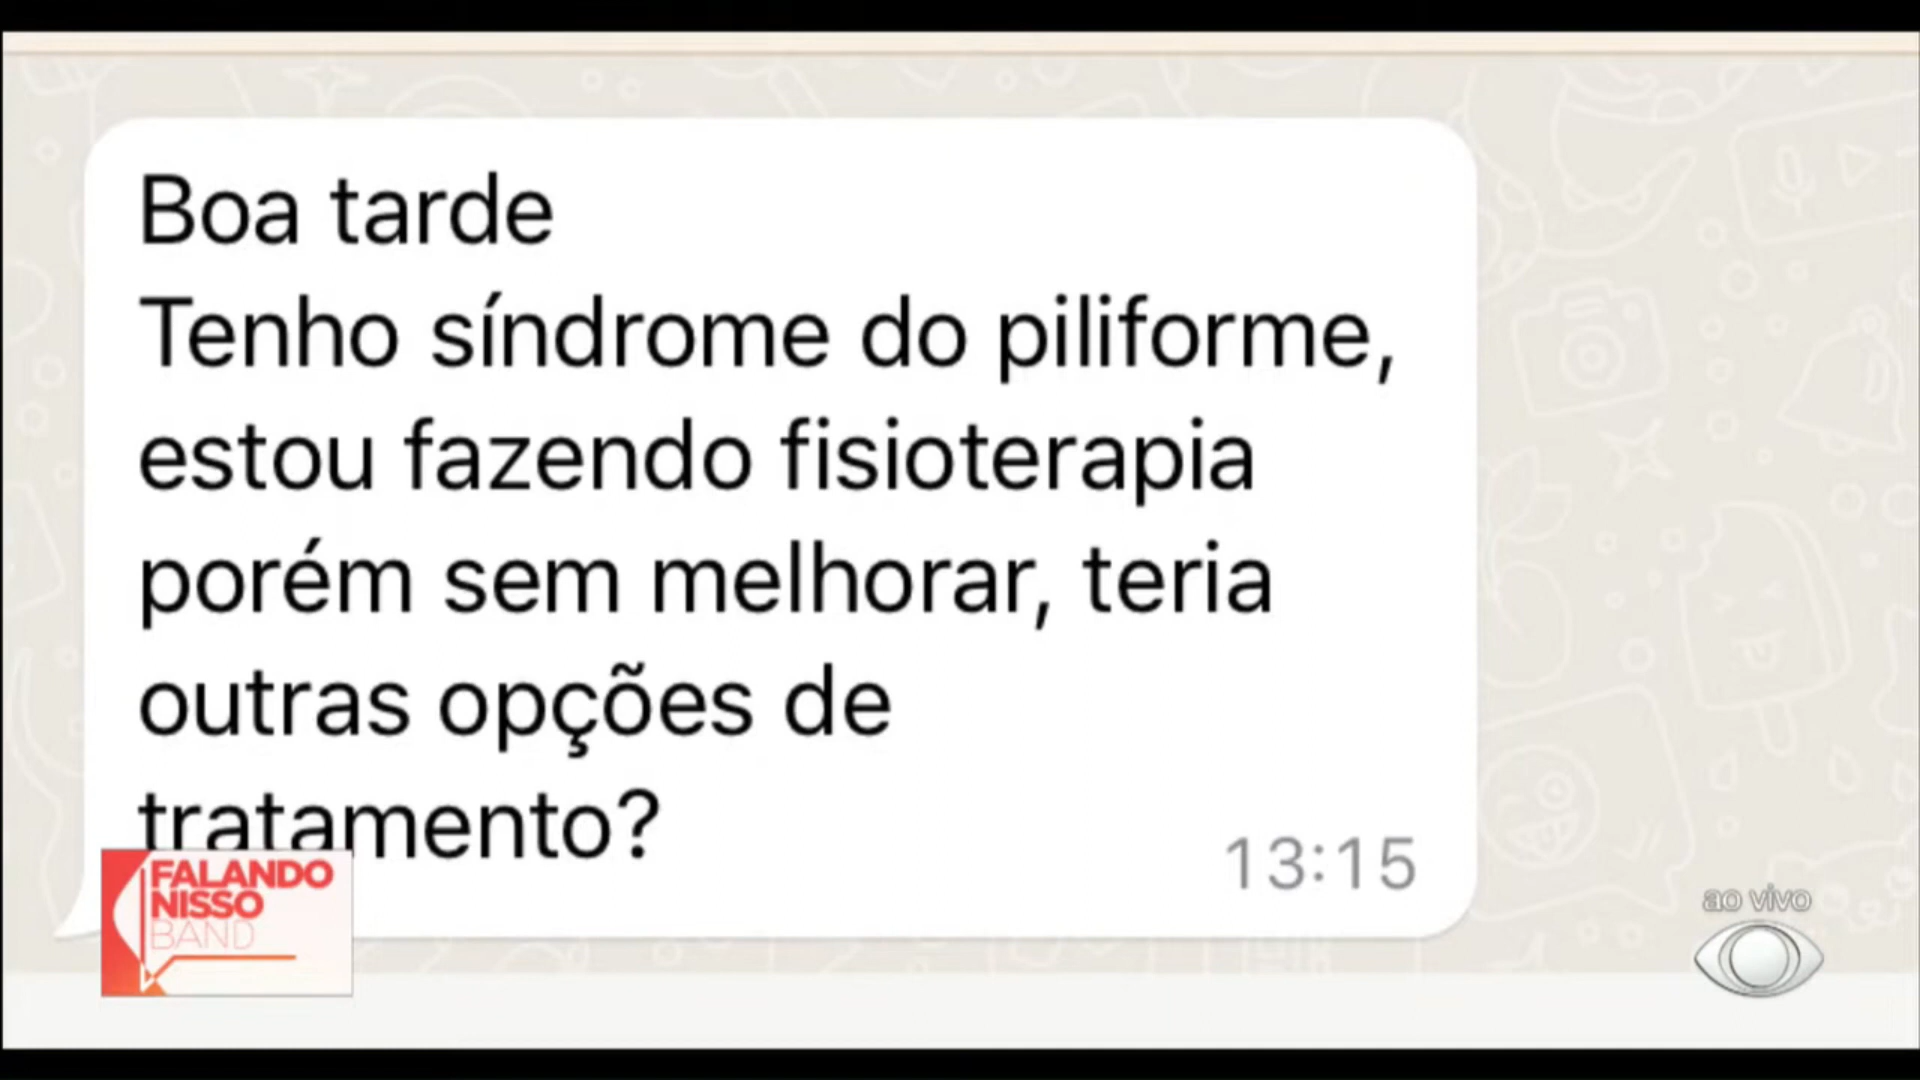 Boa tarde
Tenho síndrome do piliforme,
estou fazendo fisioterapia
porém sem melhorar, teria
outras opções de
tratamento?
13:15
FALANDO
NISSO
BAND
ao vivo